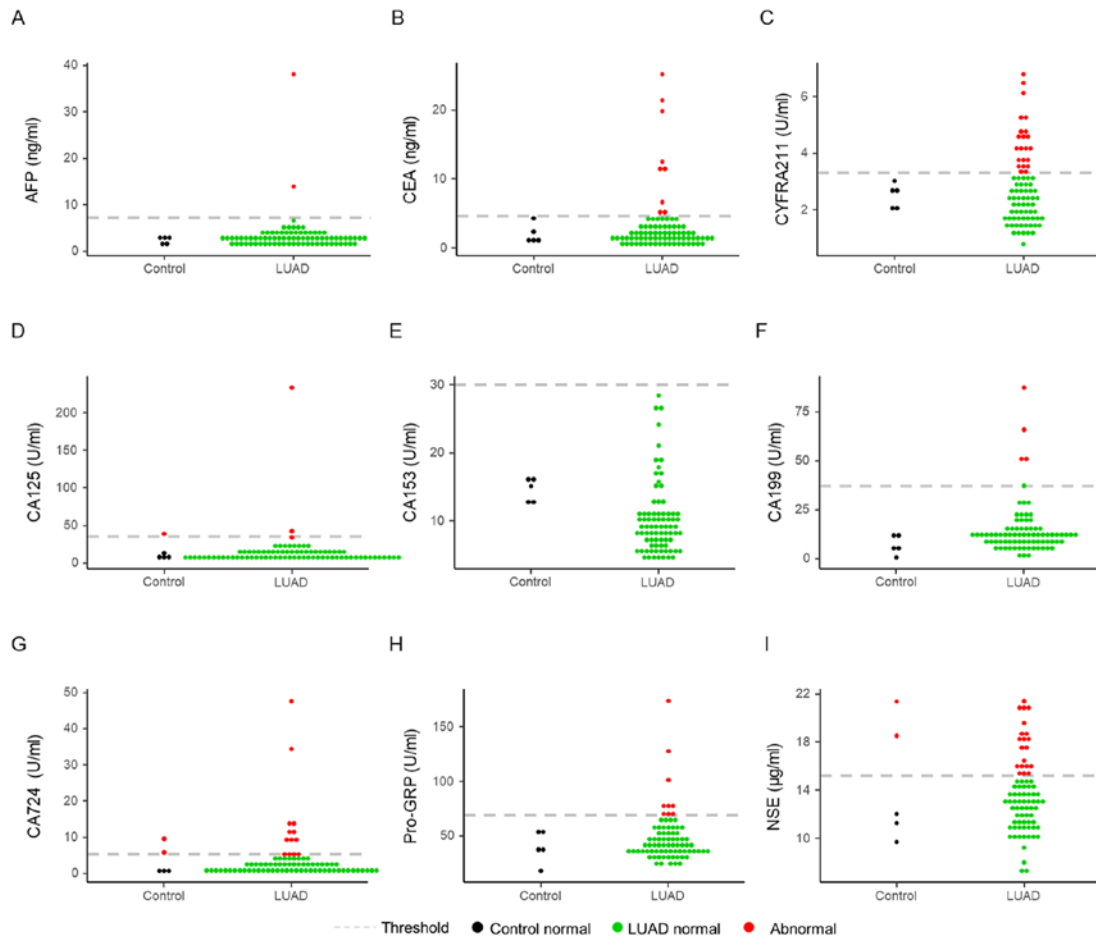 A
AFP (ng/ml)
40
30
20
10
0
Control
LUAD
B
CEA (ng/ml)
20
10
0
Control
LUAD
C
CYFRA211 (U/ml)
6
4
2
Control
LUAD
D
CA125 (U/ml)
200
150
100
50
0
Control
LUAD
E
CA153 (U/ml)
30
20
10
Control
LUAD
F
CA199 (U/ml)
75
50
25
0
Control
LUAD
G
CA724 (U/ml)
50
40
30
20
10
0
Control
LUAD
H
Pro-GRP (U/ml)
150
100
50
Control
LUAD
I
NSE (µg/ml)
22
18
14
10
Control
LUAD
Threshold Control normal LUAD normal Abnormal